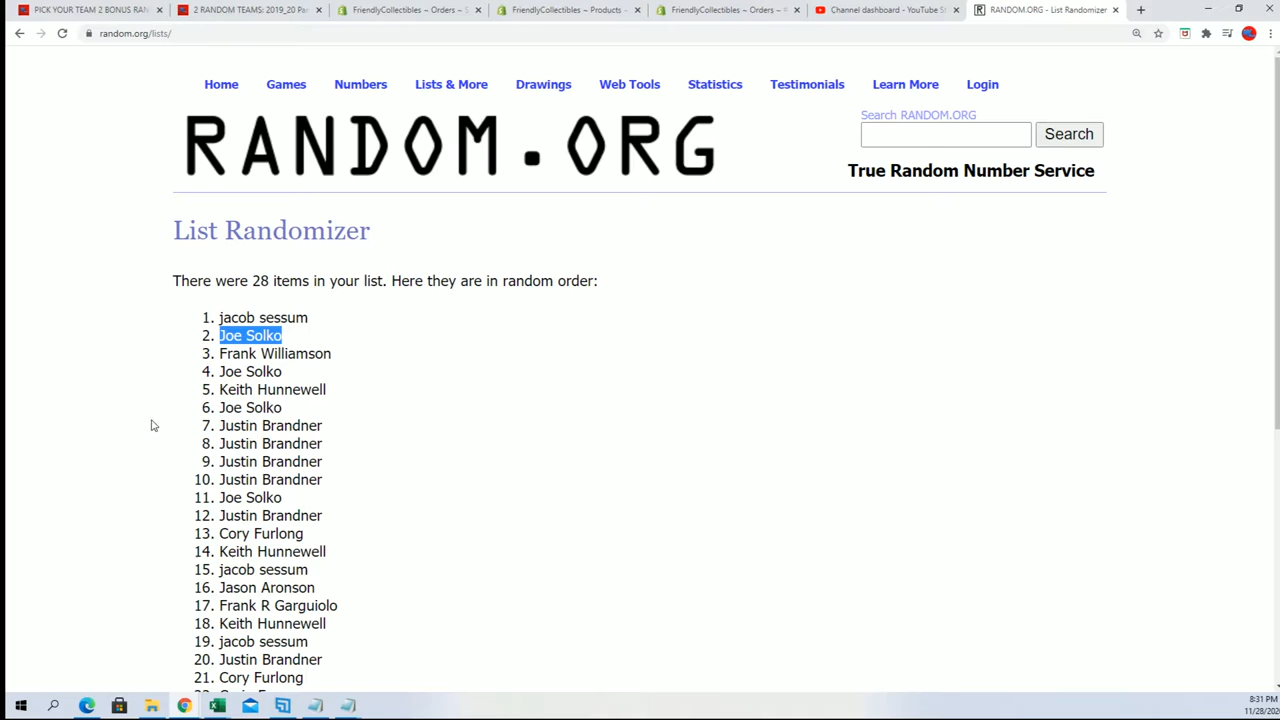 PICK YOUR TEAM 2 BONUS RAN
2 RANDOM TEAMS: 2019_20 Pa
FriendlyCollectibles ~ Orders ~ S
FriendlyCollectibles ~ Products ~
FriendlyCollectibles ~ Orders ~
Channel dashboard - YouTube St
RANDOM.ORG - List Randomizer
random.org/lists/
Home Games Numbers Lists & More Drawings Web Tools Statistics Testimonials Learn More Login
RANDOM.ORG
Search RANDOM.ORG
Search
True Random Number Service
List Randomizer
There were 28 items in your list. Here they are in random order:
1. jacob sessum
2. Joe Solko
3. Frank Williamson
4. Joe Solko
5. Keith Hunnewell
6. Joe Solko
7. Justin Brandner
8. Justin Brandner
9. Justin Brandner
10. Justin Brandner
11. Joe Solko
12. Justin Brandner
13. Cory Furlong
14. Keith Hunnewell
15. jacob sessum
16. Jason Aronson
17. Frank R Garguiolo
18. Keith Hunnewell
19. jacob sessum
20. Justin Brandner
21. Cory Furlong
8:31 PM
11/28/202